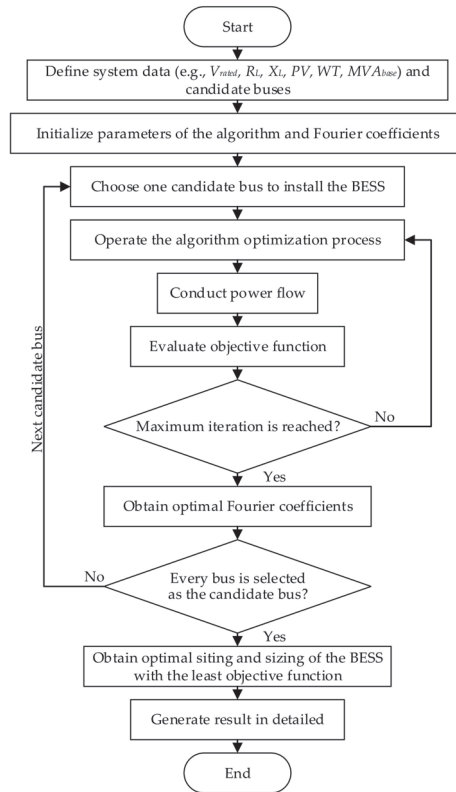 Start
Define system data (e.g., Vrated, RL, XL, PV, WT, MVAbase) and
candidate buses
Initialize parameters of the algorithm and Fourier coefficients
Choose one candidate bus to install the BESS
Operate the algorithm optimization process
Conduct power flow
Evaluate objective function
Next candidate bus
Maximum iteration is reached?
No
Yes
Obtain optimal Fourier coefficients
No
Every bus is selected
as the candidate bus?
Yes
Obtain optimal siting and sizing of the BESS
with the least objective function
Generate result in detailed
End